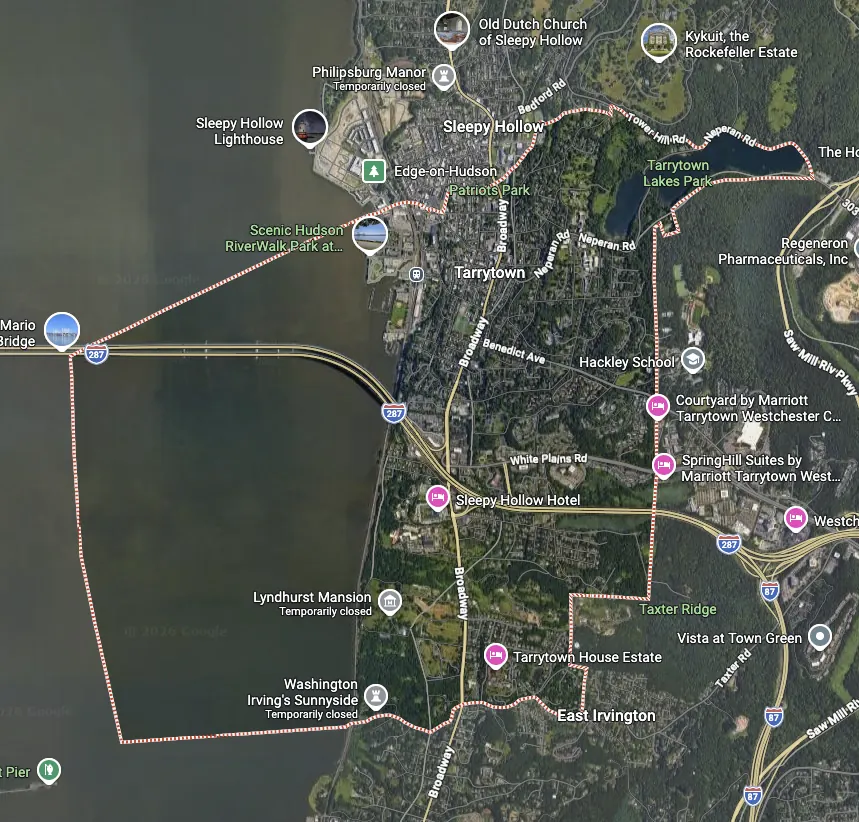 Old Dutch Church
of Sleepy Hollow
Kykuit, the
Rockefeller Estate
Philipsburg Manor
Temporarily closed
Bedford Rd
Sleepy Hollow
Lighthouse
Sleepy Hollow
Tower Hill Rd
Neperan Rd
The Ho
Edge-on-Hudson
Tarrytown
Lakes Park
Patriots Park
303
Scenic Hudson
RiverWalk Park at...
Broadway
Neperan Rd
Neperan Rd
Regeneron
Pharmaceuticals, Inc
Tarrytown
Mario
Bridge
287
Broadway
Benedict Ave
Hackley School
Saw Mill Rlv Pkwy
287
Courtyard by Marriott
Tarrytown Westchester C...
White Plains Rd
SpringHill Suites by
Marriott Tarrytown West...
Sleepy Hollow Hotel
Westch
287
87
Broadway
Lyndhurst Mansion
Temporarily closed
Taxter Ridge
Vista at Town Green
Tarrytown House Estate
Taxter Rd
Washington
Irving's Sunnyside
Temporarily closed
East Irvington
87
Saw Mill Rlv
Broadway
t Pier
87